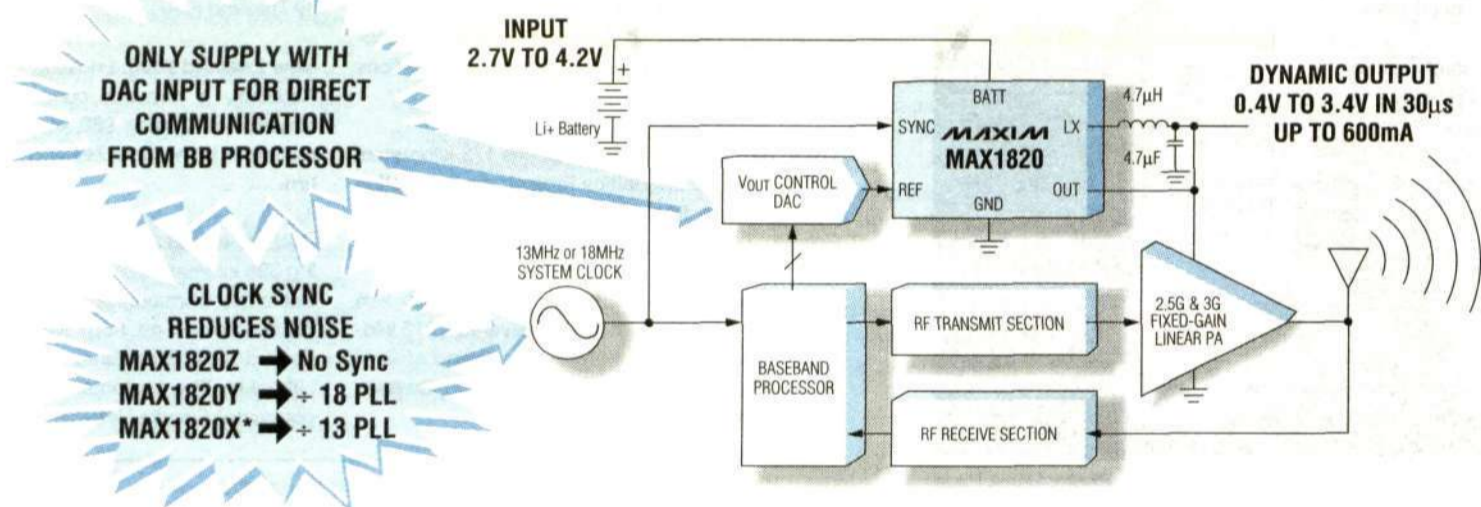 ONLY SUPPLY WITH
DAC INPUT FOR DIRECT
COMMUNICATION
FROM BB PROCESSOR
CLOCK SYNC
REDUCES NOISE
MAX1820Z ➡ No Sync
MAX1820Y ➡ ÷ 18 PLL
MAX1820X* ➡ ÷ 13 PLL
INPUT
2.7V TO 4.2V
+
Li+ Battery
13MHz or 18MHz
SYSTEM CLOCK
VOUT CONTROL
DAC
BATT
SYNC
MAXIM
LX
MAX1820
REF
OUT
GND
4.7µH
4.7µF
DYNAMIC OUTPUT
0.4V TO 3.4V IN 30µs
UP TO 600mA
BASEBAND
PROCESSOR
RF TRANSMIT SECTION
RF RECEIVE SECTION
2.5G & 3G
FIXED-GAIN
LINEAR PA